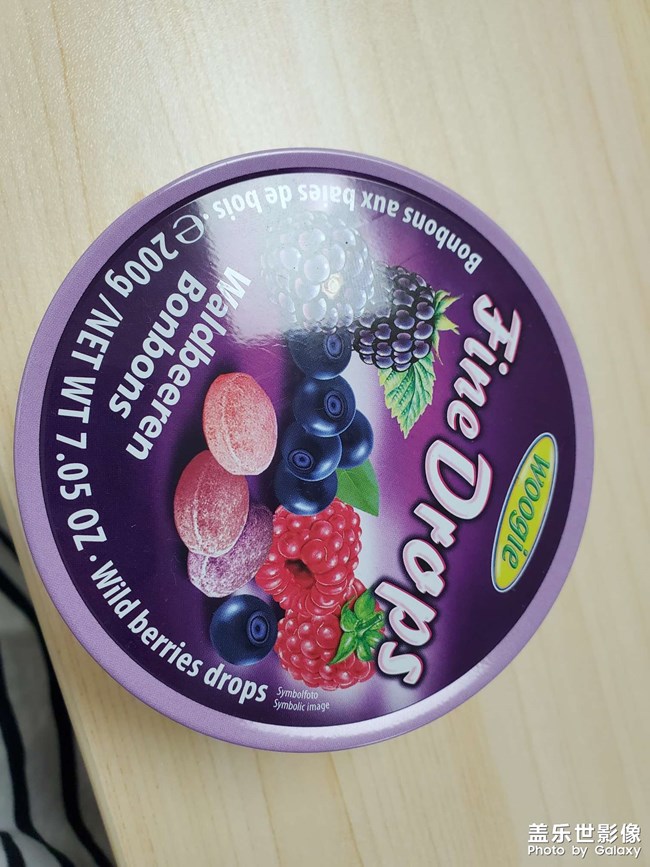 woogie
Fine Drops
Waldbeeren
Bonbons
Bonbons aux baies de bois · ℮ 200g / NET WT 7.05 OZ · Wild berries drops
Symbolfoto
Symbolic image
盖乐世影像
Photo by Galaxy